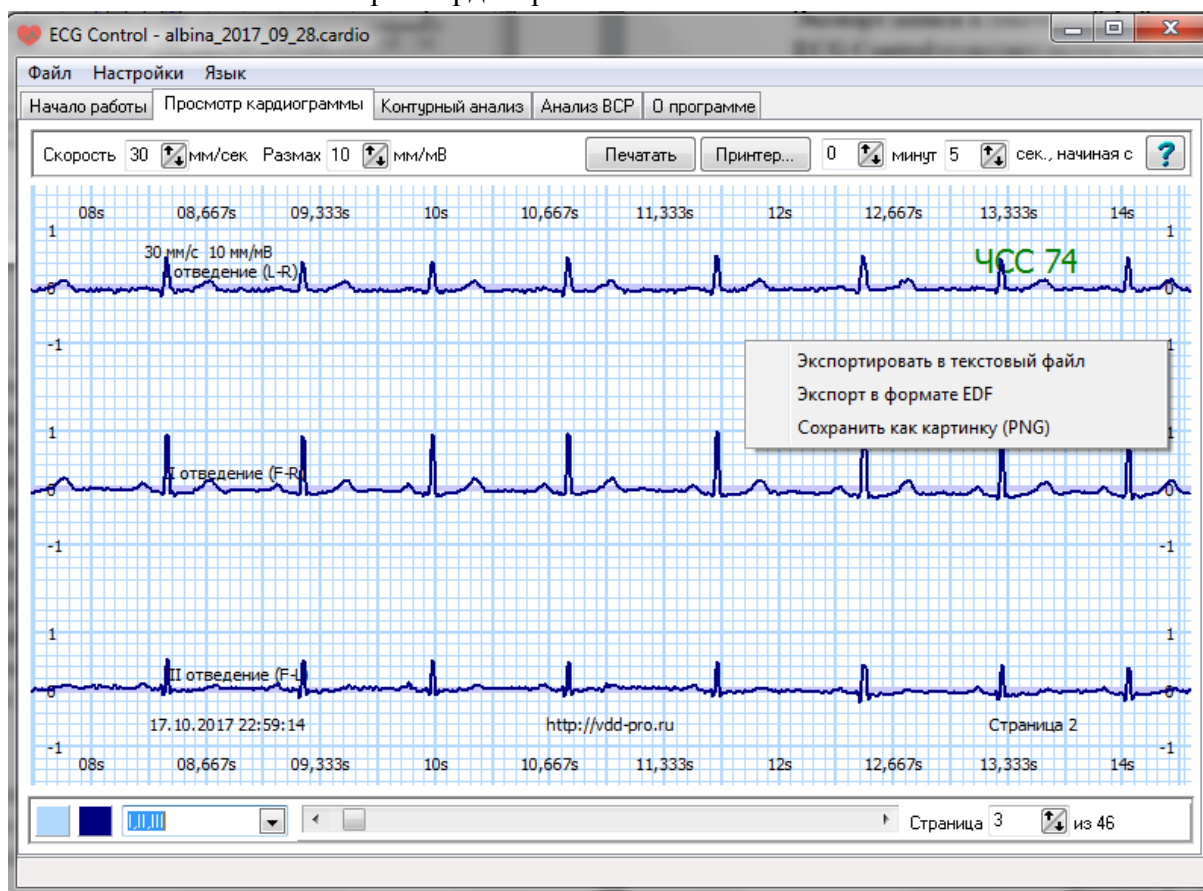 ECG Control - albina_2017_09_28.cardio
Файл Настройки Язык
Начало работы Просмотр кардиограммы Контурный анализ Анализ ВСР О программе
Скорость 30 мм/сек Размах 10 мм/мВ Печатать Принтер... 0 минут 5 сек., начиная с ?
08s 08,667s 09,333s 10s 10,667s 11,333s 12s 12,667s 13,333s 14s
1 1
30 мм/с 10 мм/мВ
ЧСС 74
I отведение (L-R)
0 0
-1 1
Экспортировать в текстовый файл
Экспорт в формате EDF
Сохранить как картинку (PNG)
1 1
I отведение (F-R)
0 0
-1 -1
1 1
II отведение (F-L)
0 0
17.10.2017 22:59:14 http://vdd-pro.ru Страница 2
-1 -1
08s 08,667s 09,333s 10s 10,667s 11,333s 12s 12,667s 13,333s 14s
I,II,III Страница 3 из 46